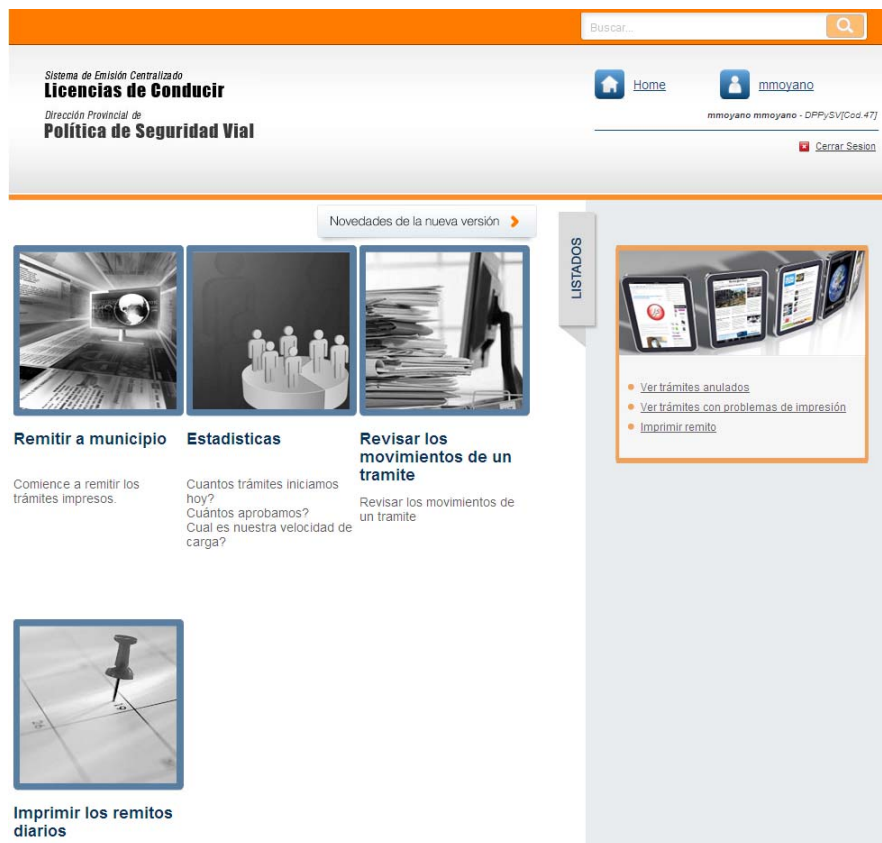 Buscar...
Sistema de Emisión Centralizado
Licencias de Conducir
Dirección Provincial de
Política de Seguridad Vial
Home
mmoyano
mmoyano mmoyano - DPPySV[Cod.47]
Cerrar Sesion
Novedades de la nueva versión
Remitir a municipio
Comience a remitir los
trámites impresos.
Estadisticas
Cuantos trámites iniciamos
hoy?
Cuántos aprobamos?
Cual es nuestra velocidad de
carga?
Revisar los
movimientos de un
tramite
Revisar los movimientos de
un tramite
Imprimir los remitos
diarios
LISTADOS
Ver trámites anulados
Ver trámites con problemas de impresión
Imprimir remito